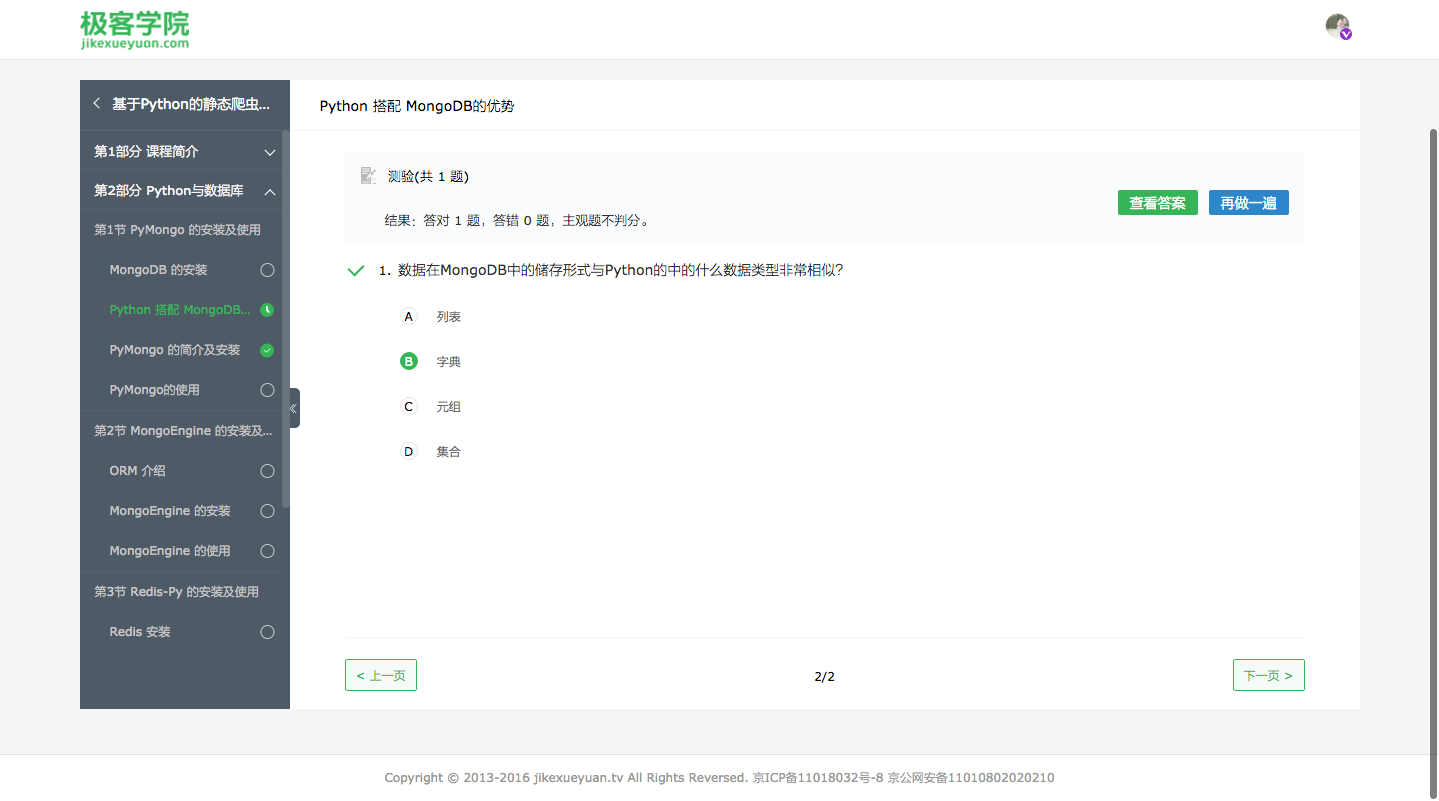 极客学院
jikexueyuan.com
基于Python的静态爬虫...
第1部分 课程简介
第2部分 Python与数据库
第1节 PyMongo 的安装及使用
MongoDB 的安装
Python 搭配 MongoDB...
PyMongo 的简介及安装
PyMongo的使用
第2节 MongoEngine 的安装及...
ORM 介绍
MongoEngine 的安装
MongoEngine 的使用
第3节 Redis-Py 的安装及使用
Redis 安装
Python 搭配 MongoDB的优势
测验(共 1 题)
结果：答对 1 题，答错 0 题，主观题不判分。
查看答案
再做一遍
1. 数据在MongoDB中的储存形式与Python的中的什么数据类型非常相似?
A 列表
B 字典
C 元组
D 集合
< 上一页
2/2
下一页 >
Copyright © 2013-2016 jikexueyuan.tv All Rights Reversed. 京ICP备11018032号-8 京公网安备11010802020210